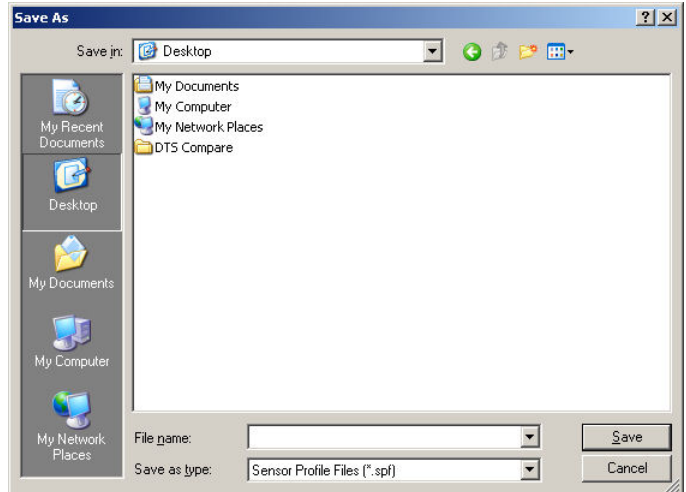 Save As
Save in:
Desktop
My Recent
Documents
Desktop
My Documents
My Computer
My Network
Places
My Documents
My Computer
My Network Places
DTS Compare
File name:
Save
Save as type:
Sensor Profile Files (*.spf)
Cancel